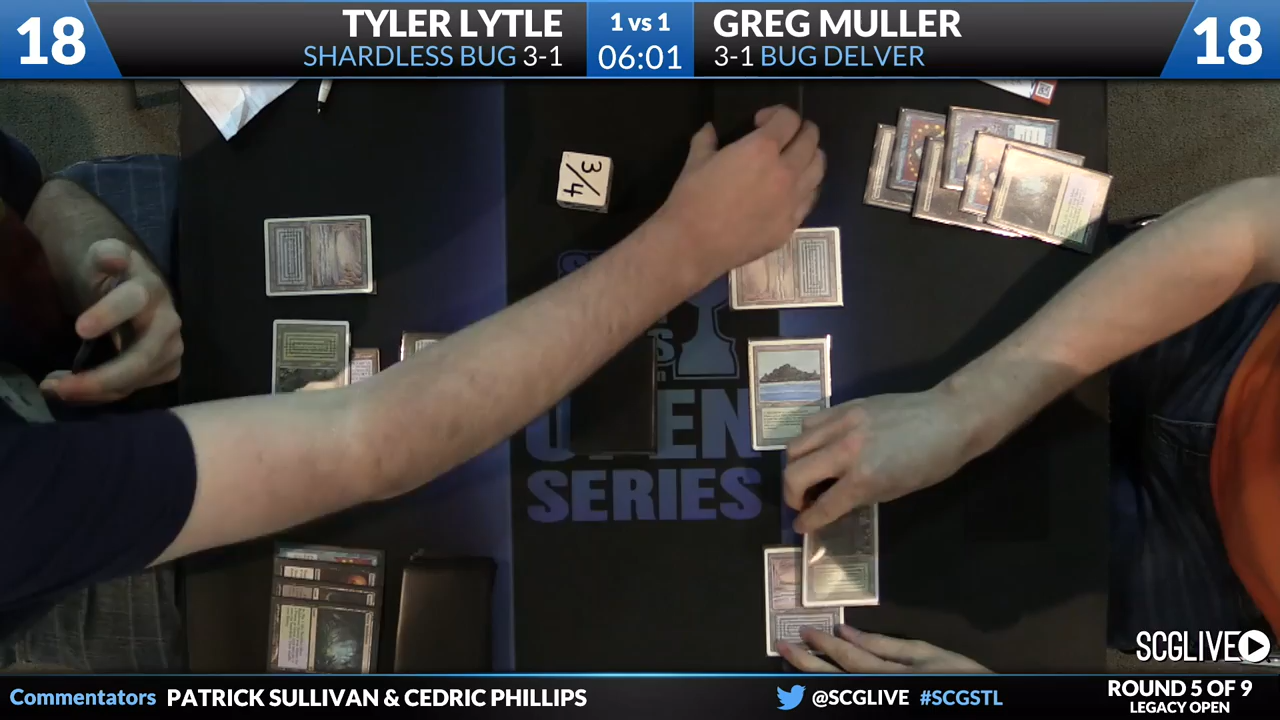 18
TYLER LYTLE
SHARDLESS BUG 3-1
1 vs 1
06:01
GREG MULLER
3-1 BUG DELVER
18
3/4
OPEN
SERIES
SCGLIVE
Commentators PATRICK SULLIVAN & CEDRIC PHILLIPS
@SCGLIVE #SCGSTL
ROUND 5 OF 9
LEGACY OPEN